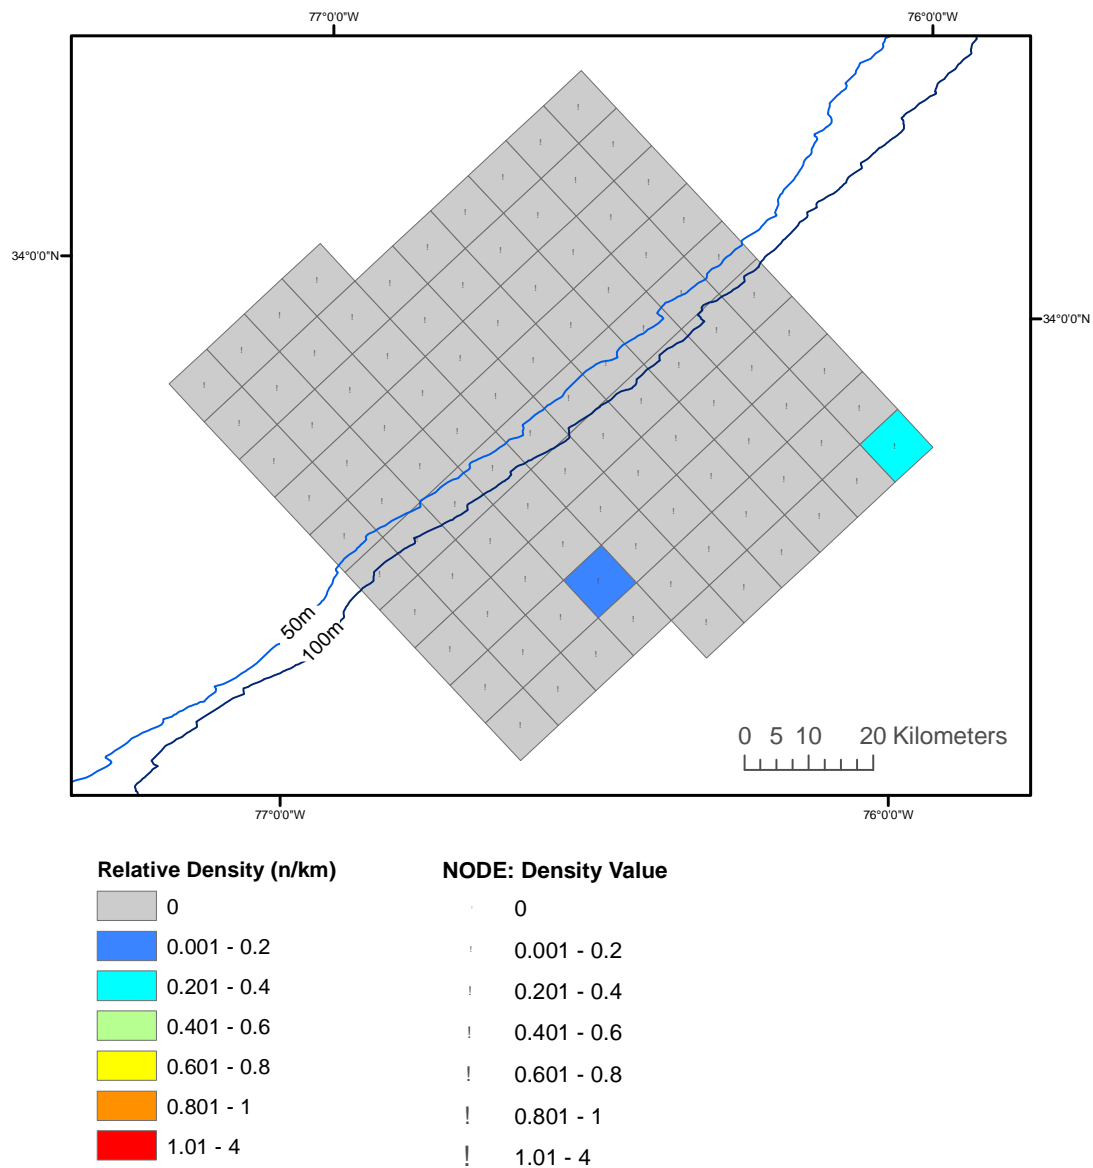 77°0'0"W 76°0'0"W
34°0'0"N
34°0'0"N
50m
100m
0 5 10 20 Kilometers
77°0'0"W 76°0'0"W
Relative Density (n/km) NODE: Density Value
0 0
0.001 - 0.2 ! 0.001 - 0.2
0.201 - 0.4 ! 0.201 - 0.4
0.401 - 0.6 ! 0.401 - 0.6
0.601 - 0.8 ! 0.601 - 0.8
0.801 - 1 ! 0.801 - 1
1.01 - 4 ! 1.01 - 4